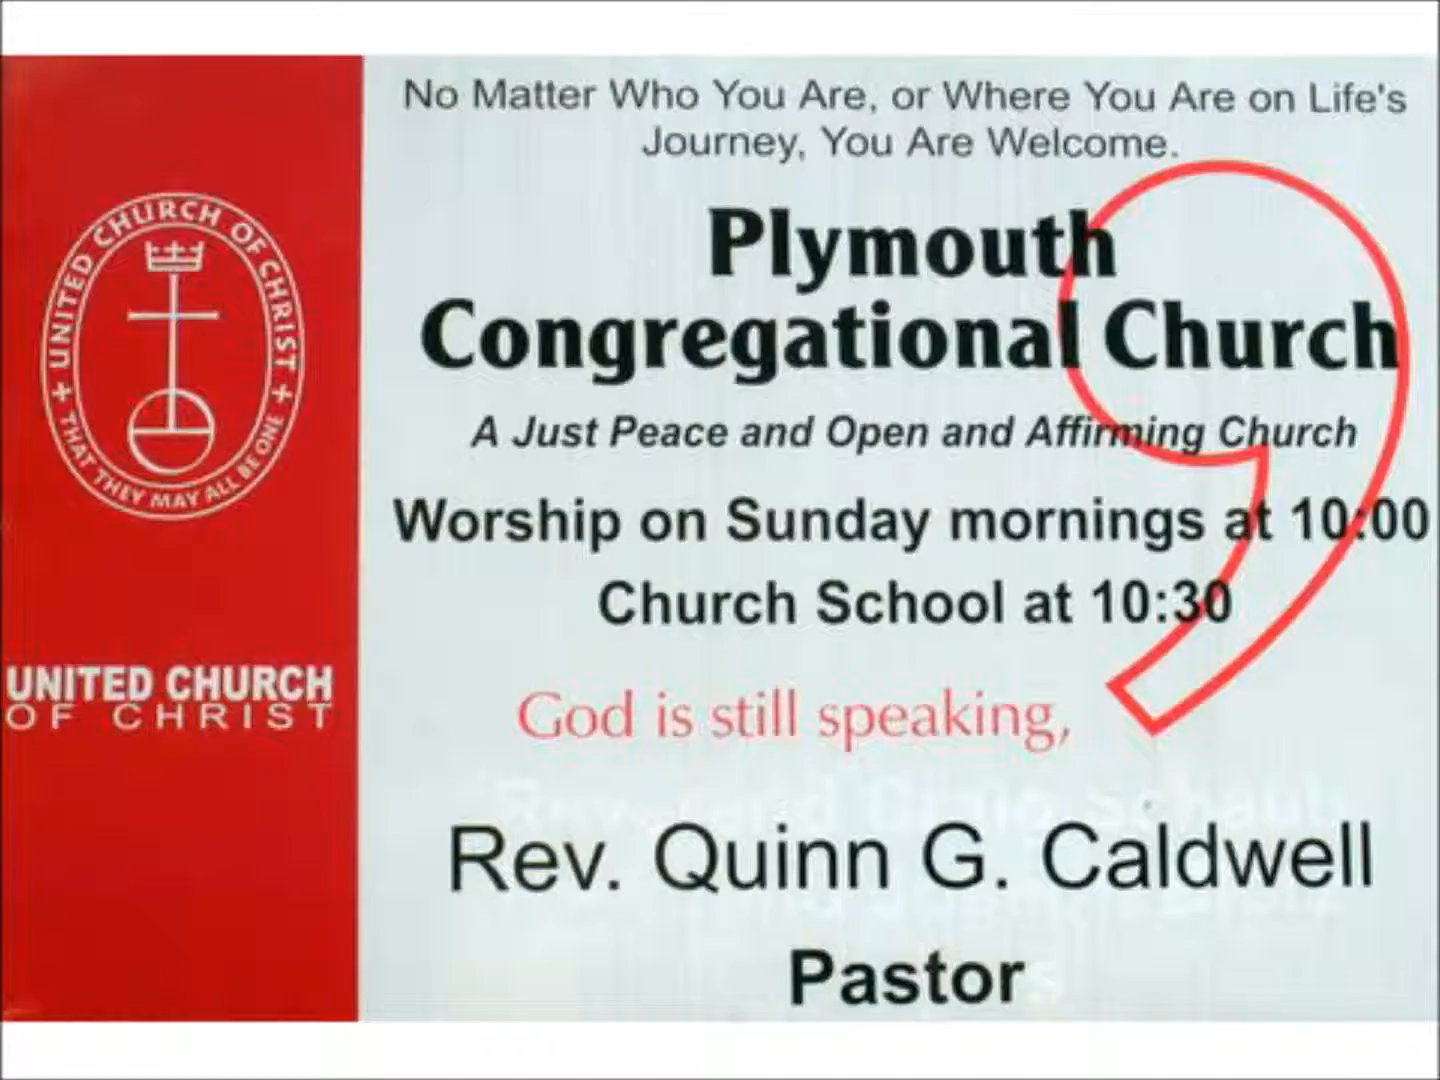 No Matter Who You Are, or Where You Are on Life's
Journey, You Are Welcome.
Plymouth
Congregational Church
A Just Peace and Open and Affirming Church
Worship on Sunday mornings at 10:00
Church School at 10:30
God is still speaking,
Rev. Quinn G. Caldwell
Pastor
UNITED CHURCH OF CHRIST
THAT THEY MAY ALL BE ONE
UNITED CHURCH
OF CHRIST